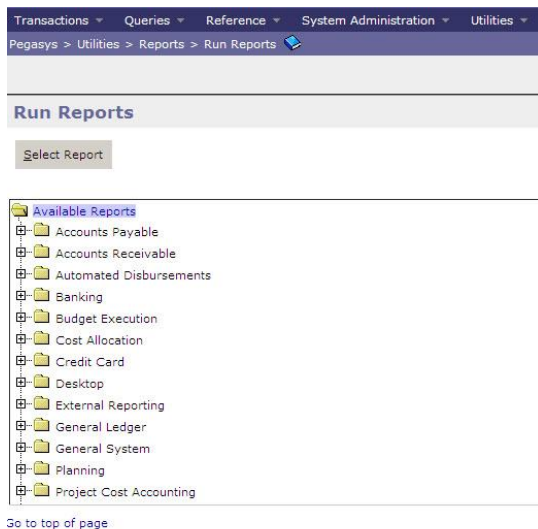 Transactions Queries Reference System Administration Utilities
Pegasys > Utilities > Reports > Run Reports
Run Reports
Select Report
Available Reports
Accounts Payable
Accounts Receivable
Automated Disbursements
Banking
Budget Execution
Cost Allocation
Credit Card
Desktop
External Reporting
General Ledger
General System
Planning
Project Cost Accounting
Go to top of page